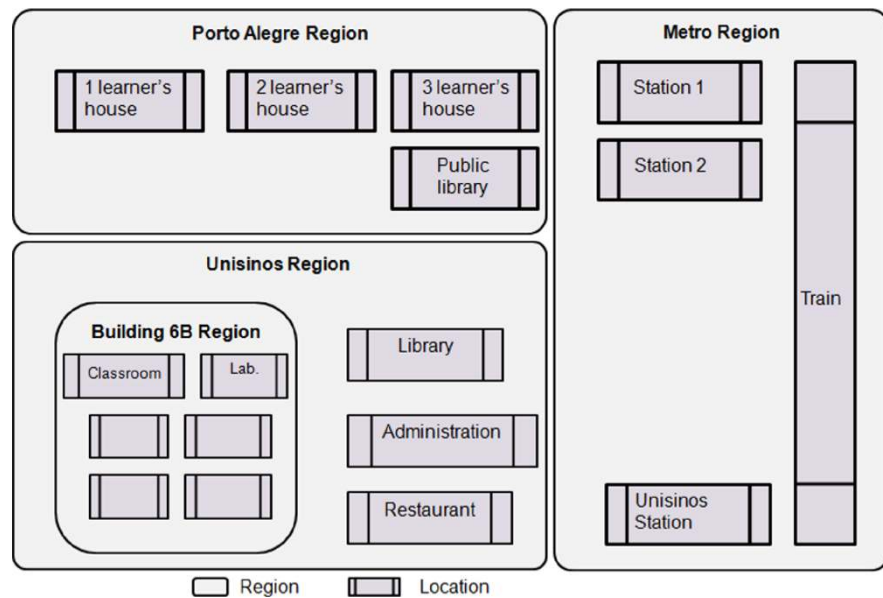 Porto Alegre Region
1 learner's
house
2 learner's
house
3 learner's
house
Public
library
Metro Region
Station 1
Station 2
Train
Unisinos
Station
Unisinos Region
Building 6B Region
Classroom
Lab.
Library
Administration
Restaurant
Region
Location